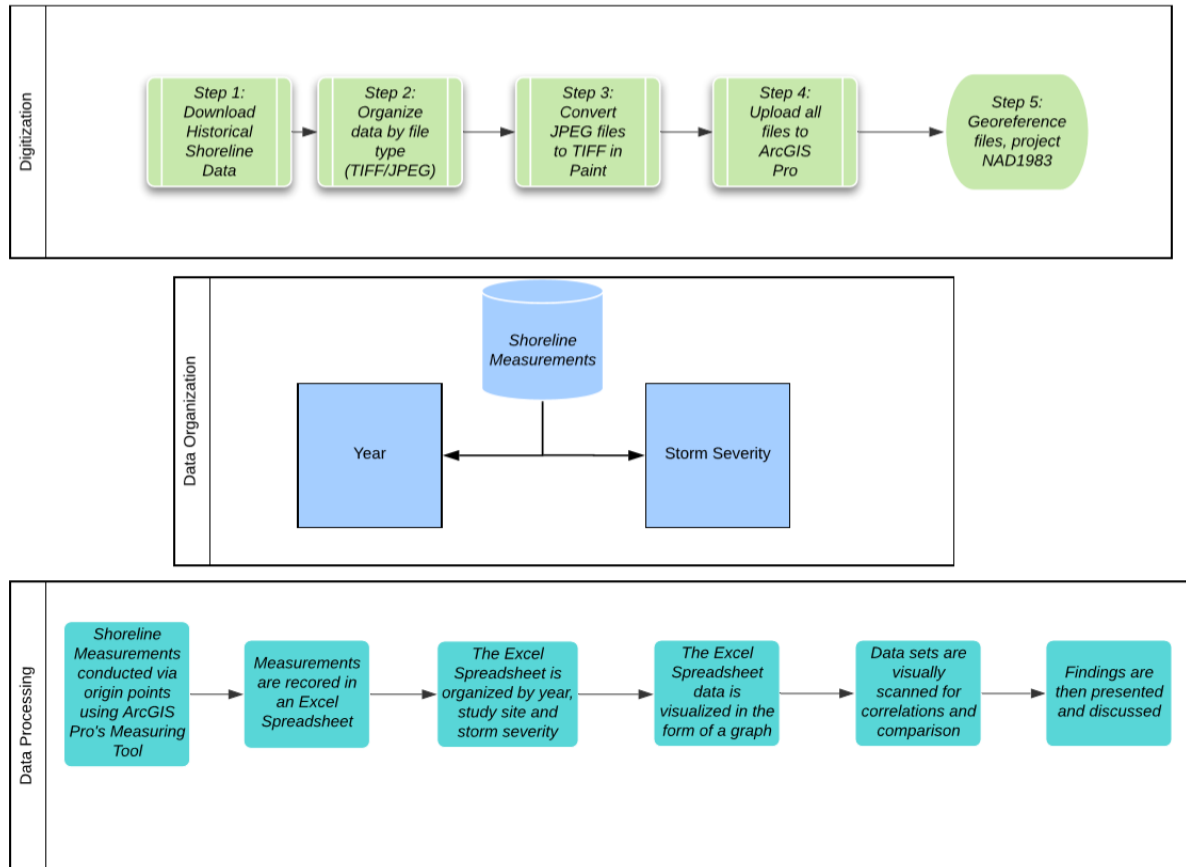 Digitization
Step 1:
Download
Historical
Shoreline
Data
Step 2:
Organize
data by file
type
(TIFF/JPEG)
Step 3:
Convert
JPEG files
to TIFF in
Paint
Step 4:
Upload all
files to
ArcGIS
Pro
Step 5:
Georeference
files, project
NAD1983
Data Organization
Shoreline
Measurements
Year
Storm Severity
Data Processing
Shoreline
Measurements
conducted via
origin points
using ArcGIS
Pro's Measuring
Tool
Measurements
are recored in
an Excel
Spreadsheet
The Excel
Spreadsheet is
organized by year,
study site and
storm severity
The Excel
Spreadsheet
data is
visualized in the
form of a graph
Data sets are
visually
scanned for
correlations and
comparison
Findings are
then presented
and discussed